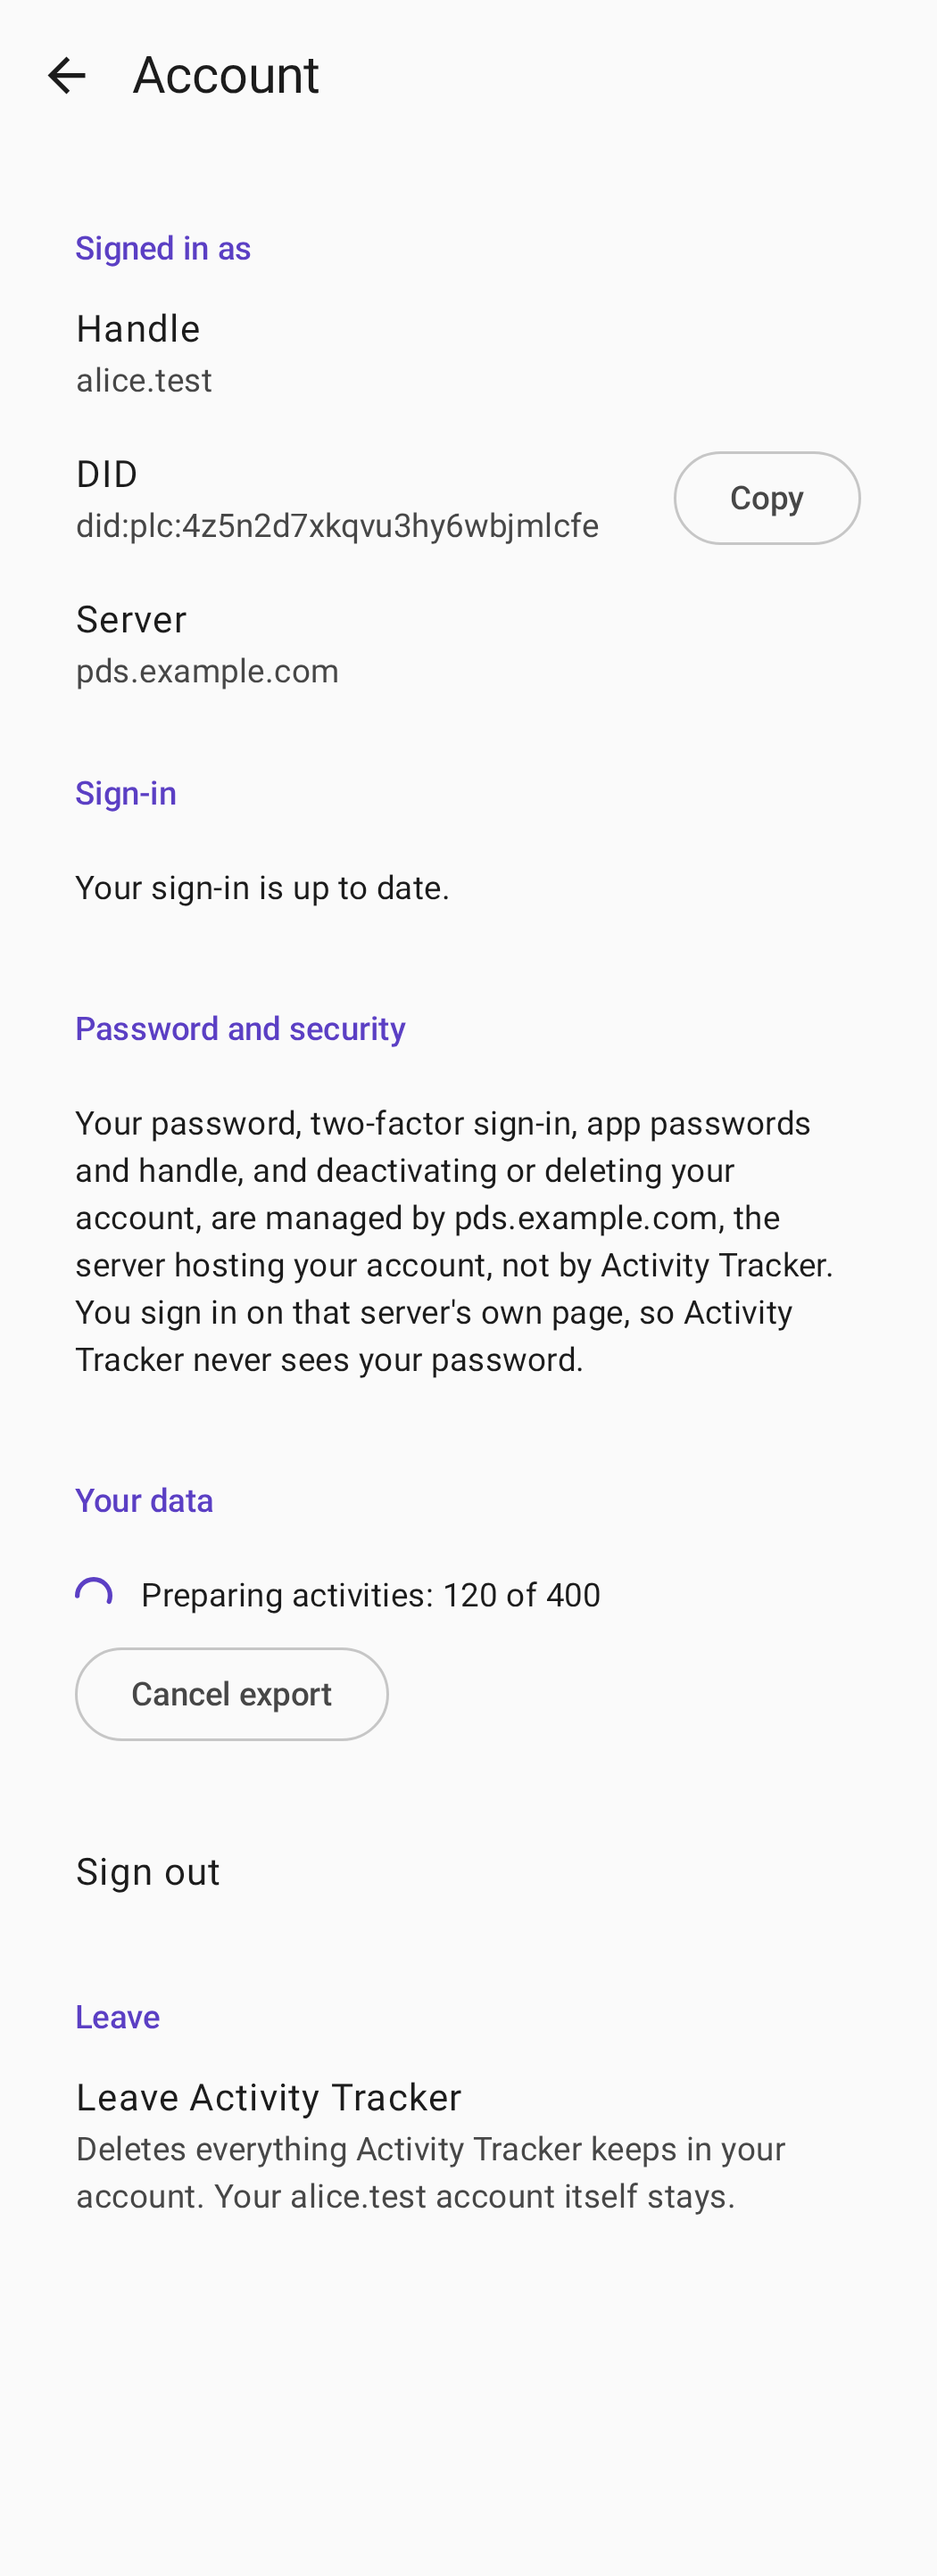 Account
Signed in as
Handle
alice.test
DID
did:plc:4z5n2d7xkqvu3hy6wbjmlcfe
Copy
Server
pds.example.com
Sign-in
Your sign-in is up to date.
Password and security
Your password, two-factor sign-in, app passwords
and handle, and deactivating or deleting your
account, are managed by pds.example.com, the
server hosting your account, not by Activity Tracker.
You sign in on that server's own page, so Activity
Tracker never sees your password.
Your data
Preparing activities: 120 of 400
Cancel export
Sign out
Leave
Leave Activity Tracker
Deletes everything Activity Tracker keeps in your
account. Your alice.test account itself stays.